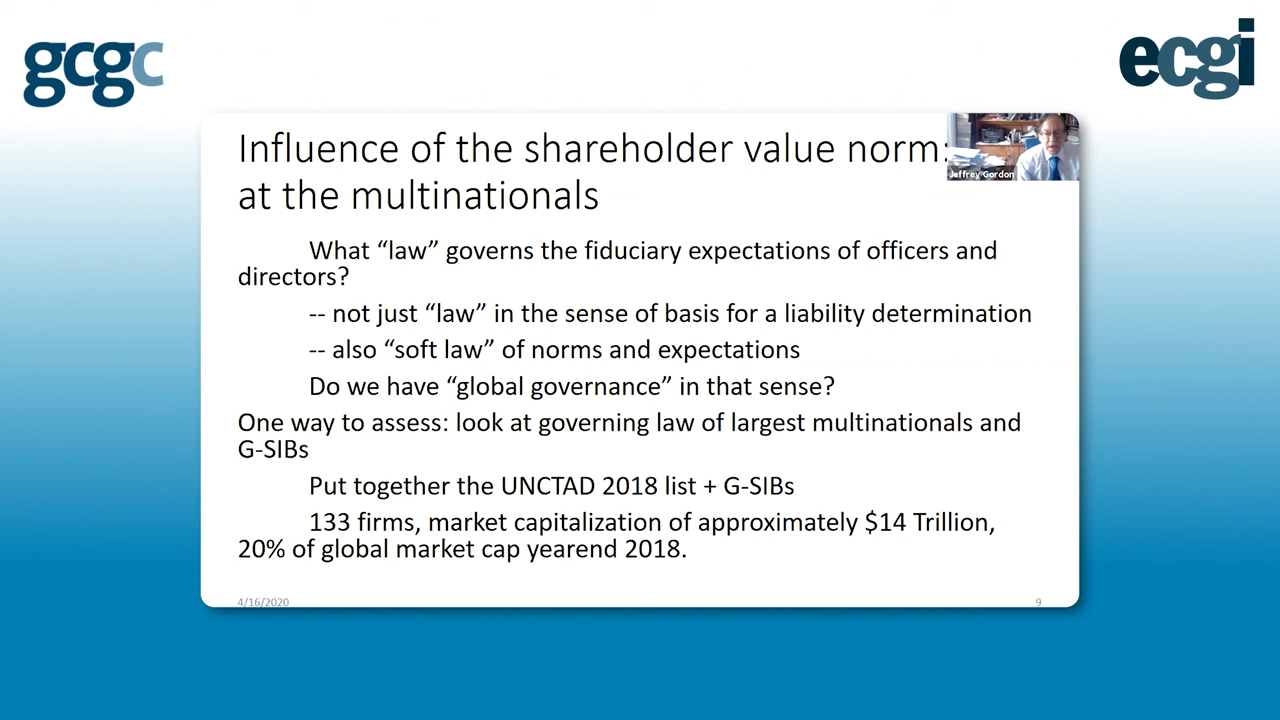 gcgc
ecgi
Influence of the shareholder value norm:
at the multinationals
Jeffrey Gordon
What “law” governs the fiduciary expectations of officers and
directors?
-- not just “law” in the sense of basis for a liability determination
-- also “soft law” of norms and expectations
Do we have “global governance” in that sense?
One way to assess: look at governing law of largest multinationals and
G-SIBs
Put together the UNCTAD 2018 list + G-SIBs
133 firms, market capitalization of approximately $14 Trillion,
20% of global market cap yearend 2018.
4/16/2020
9